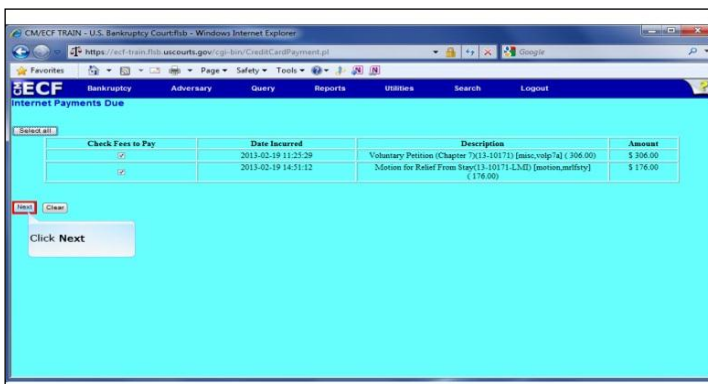 CM/ECF TRAIN - U.S. Bankruptcy Court:flsb - Windows Internet Explorer
https://ecf-train.flsb.uscourts.gov/cgi-bin/CreditCardPayment.pl
Google
Favorites Page Safety Tools
ECF Bankruptcy Adversary Query Reports Utilities Search Logout
Internet Payments Due
Select all
Check Fees to Pay Date Incurred Description Amount
2013-02-19 11:25:29 Voluntary Petition (Chapter 7)(13-10171) [misc,volp7a] ( 306.00) $ 306.00
2013-02-19 14:51:12 Motion for Relief From Stay(13-10171-LMI) [motion,mrlfsty] $ 176.00
( 176.00)
Next Clear
Click Next